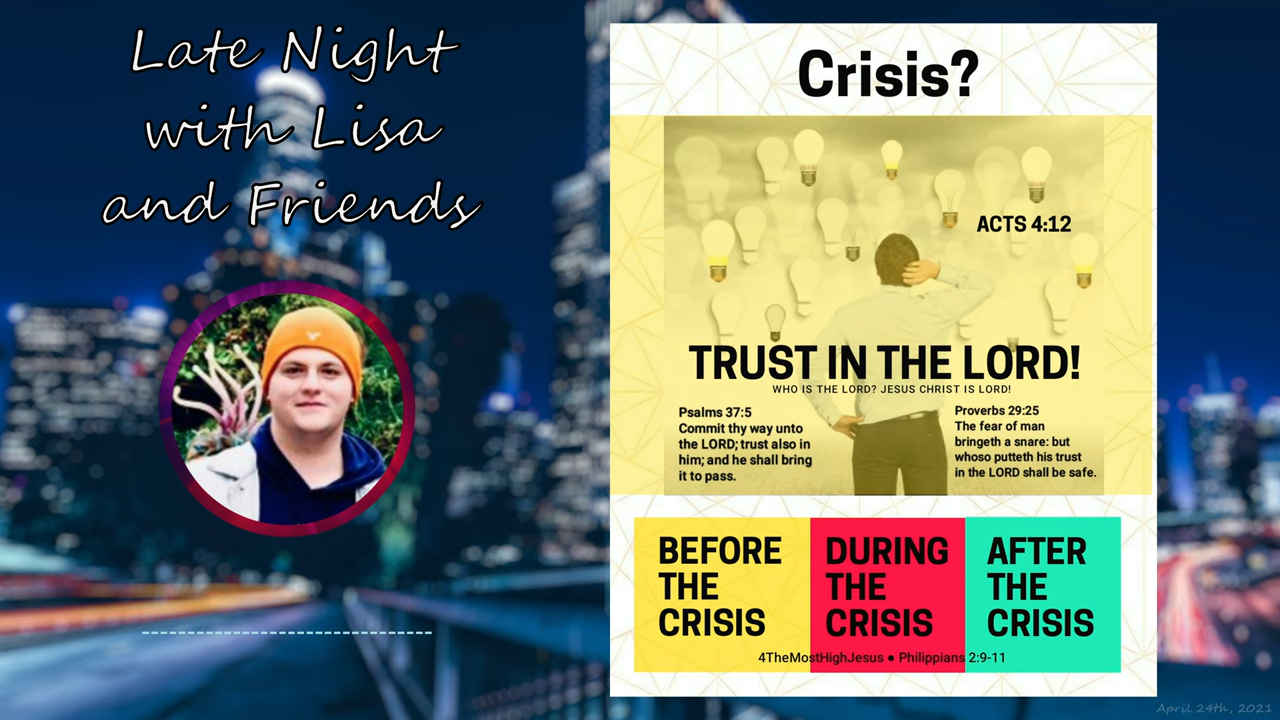 Late Night
with Lisa
and Friends
Crisis?
ACTS 4:12
TRUST IN THE LORD!
WHO IS THE LORD? JESUS CHRIST IS LORD!
Psalms 37:5
Commit thy way unto
the LORD; trust also in
him; and he shall bring
it to pass.
Proverbs 29:25
The fear of man
bringeth a snare: but
whoso putteth his trust
in the LORD shall be safe.
BEFORE
THE
CRISIS
DURING
THE
CRISIS
AFTER
THE
CRISIS
4TheMostHighJesus ● Philippians 2:9-11
April 24th, 2021